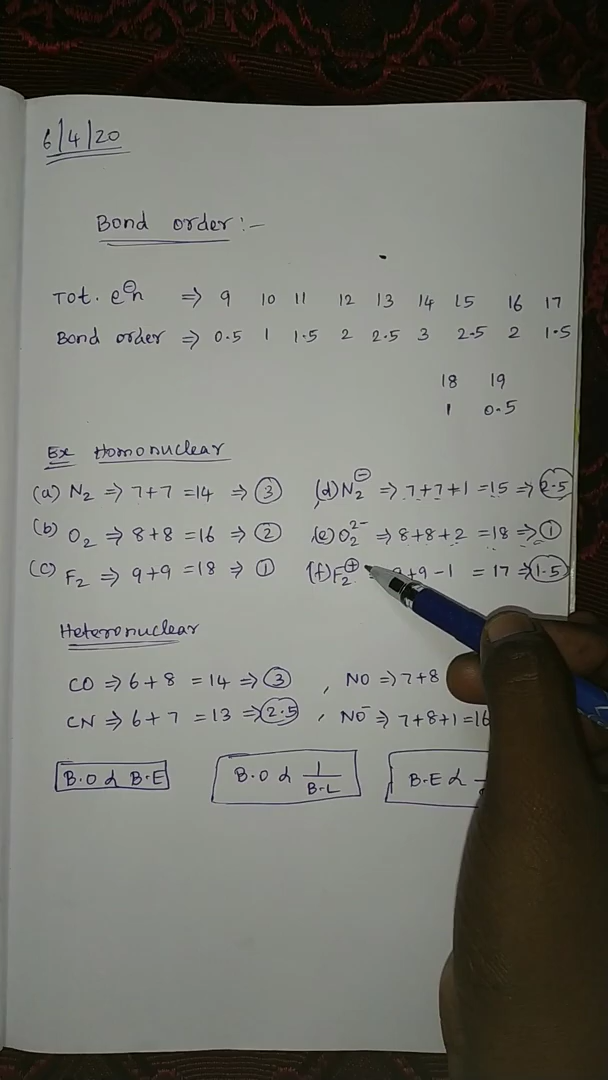 6/4/20
Bond order:-
Tot. e⊖n ⇒ 9 10 11 12 13 14 15 16 17
Bond order ⇒ 0.5 1 1.5 2 2.5 3 2.5 2 1.5
18 19
1 0.5
Ex Homonuclear
(a) N₂ ⇒ 7+7 =14 ⇒ ③ (d) N₂⊖ ⇒ 7+7+1 =15 ⇒ 2.5
(b) O₂ ⇒ 8+8 =16 ⇒ ② (e) O₂²⁻ ⇒ 8+8+2 =18 ⇒ ①
(c) F₂ ⇒ 9+9 =18 ⇒ ① (f) F₂⊕ 9+9-1 =17 ⇒ 1.5
Heteronuclear
CO ⇒ 6+8 =14 ⇒ ③ , NO ⇒ 7+8
CN ⇒ 6+7 =13 ⇒ 2.5 , NO⁻ ⇒ 7+8+1 =16
B.O α B.E B.O α 1/B.L B.E α